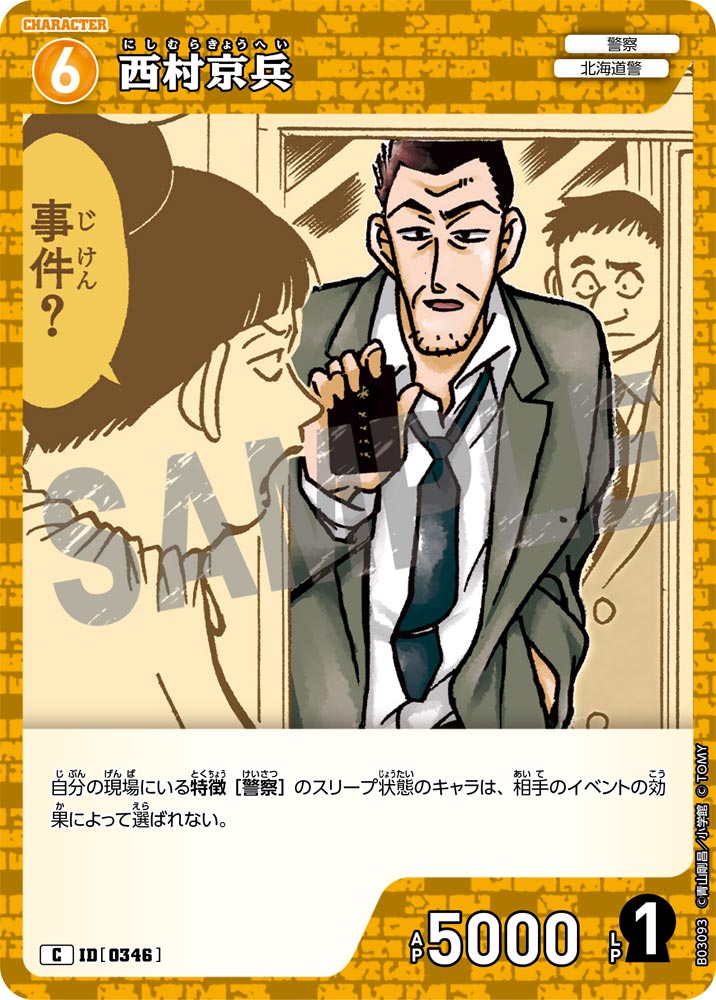 CHARACTER
6
にしむらきょうへい
西村京兵
警察
北海道警
じけん
事件?
SAMPLE
じぶん げんば とくちょう けいさつ じょうたい あいて こう
自分の現場にいる特徴［警察］のスリープ状態のキャラは、相手のイベントの効
か えら
果によって選ばれない。
C ID[0346]
AP 5000
LP 1
B03093 ©青山剛昌/小学館 ©TOMY